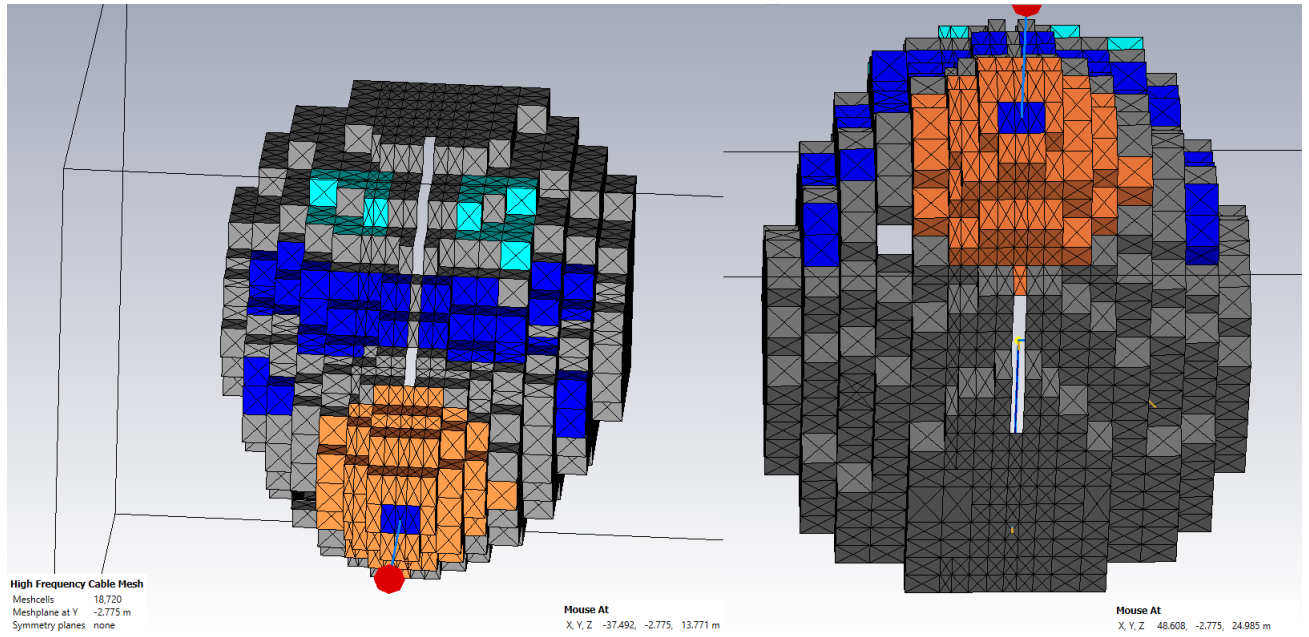 High Frequency Cable Mesh
Meshcells 18,720
Meshplane at Y -2.775 m
Symmetry planes none
Mouse At
X, Y, Z -37.492, -2.775, 13.771 m
Mouse At
X, Y, Z 48.608, -2.775, 24.985 m